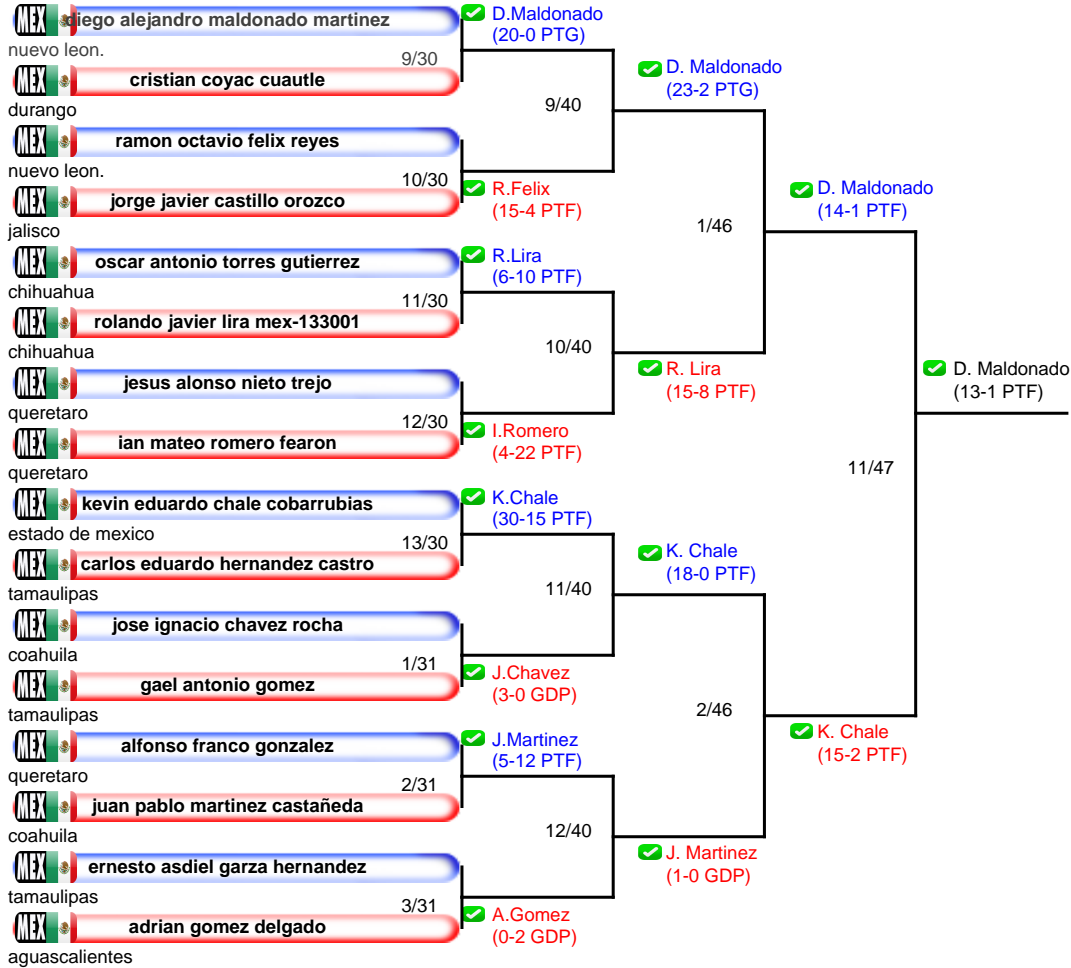 MEX diego alejandro maldonado martinez
nuevo leon.
9/30
MEX cristian coyac cuautle
durango
MEX ramon octavio felix reyes
nuevo leon.
10/30
MEX jorge javier castillo orozco
jalisco
MEX oscar antonio torres gutierrez
chihuahua
11/30
MEX rolando javier lira mex-133001
chihuahua
MEX jesus alonso nieto trejo
queretaro
12/30
MEX ian mateo romero fearon
queretaro
MEX kevin eduardo chale cobarrubias
estado de mexico
13/30
MEX carlos eduardo hernandez castro
tamaulipas
MEX jose ignacio chavez rocha
coahuila
1/31
MEX gael antonio gomez
tamaulipas
MEX alfonso franco gonzalez
queretaro
2/31
MEX juan pablo martinez castañeda
coahuila
MEX ernesto asdiel garza hernandez
tamaulipas
3/31
MEX adrian gomez delgado
aguascalientes
D.Maldonado
(20-0 PTG)
9/40
R.Felix
(15-4 PTF)
R.Lira
(6-10 PTF)
10/40
I.Romero
(4-22 PTF)
K.Chale
(30-15 PTF)
11/40
J.Chavez
(3-0 GDP)
J.Martinez
(5-12 PTF)
12/40
A.Gomez
(0-2 GDP)
D. Maldonado
(23-2 PTG)
1/46
R. Lira
(15-8 PTF)
K. Chale
(18-0 PTF)
2/46
J. Martinez
(1-0 GDP)
D. Maldonado
(14-1 PTF)
11/47
K. Chale
(15-2 PTF)
D. Maldonado
(13-1 PTF)